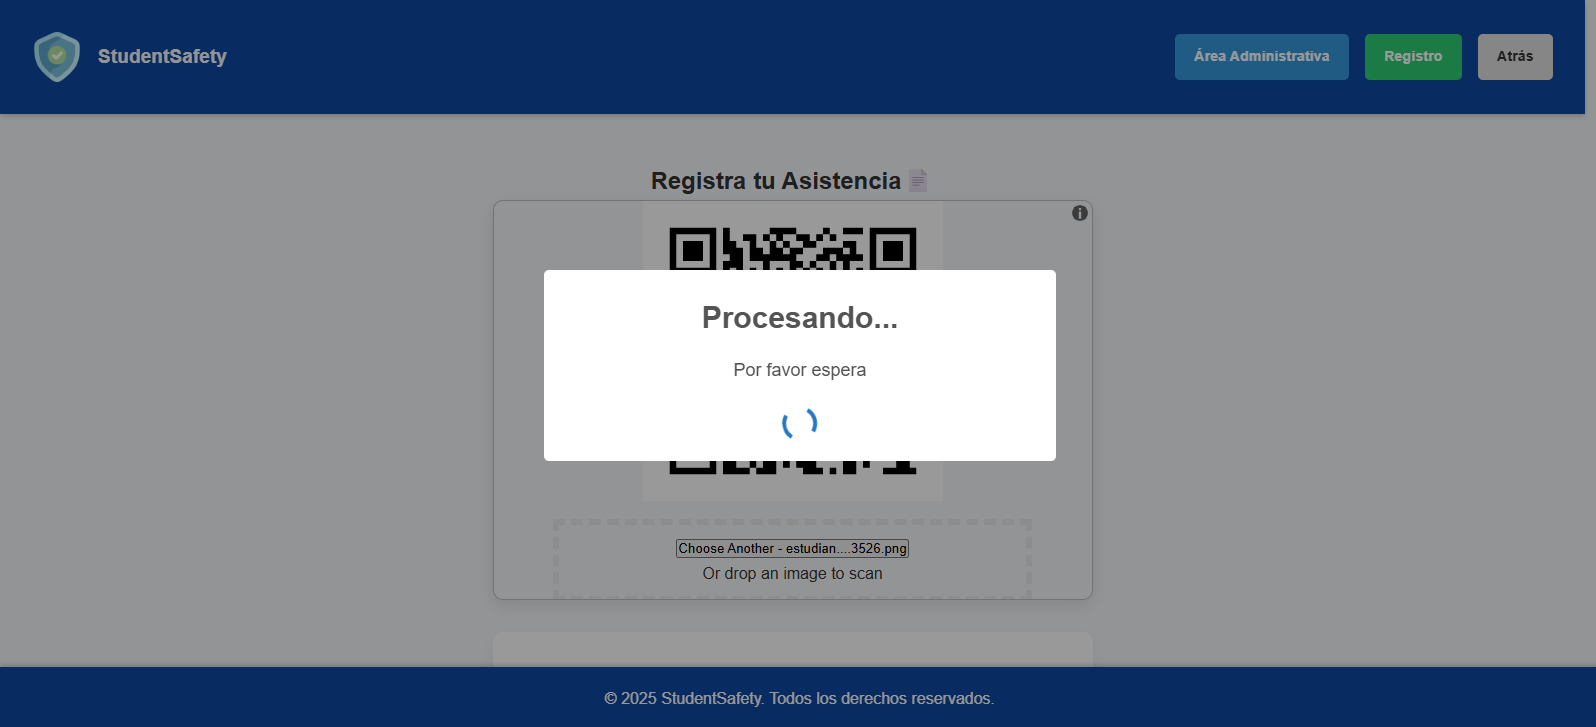 StudentSafety
Área Administrativa
Registro
Atrás
Registra tu Asistencia
Procesando...
Por favor espera
Choose Another - estudian....3526.png
Or drop an image to scan
© 2025 StudentSafety. Todos los derechos reservados.